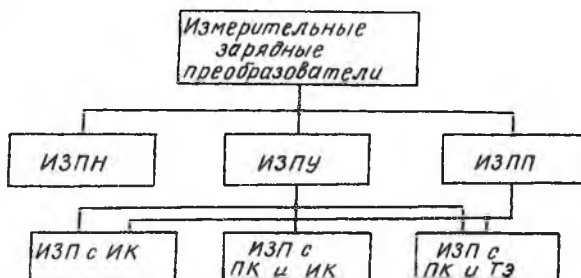 Измерительные
зарядные
преобразователи
ИЗПН
ИЗПУ
ИЗПП
ИЗП с ИК
ИЗП с
ПК и ИК
ИЗП с
ПК и ТЭ